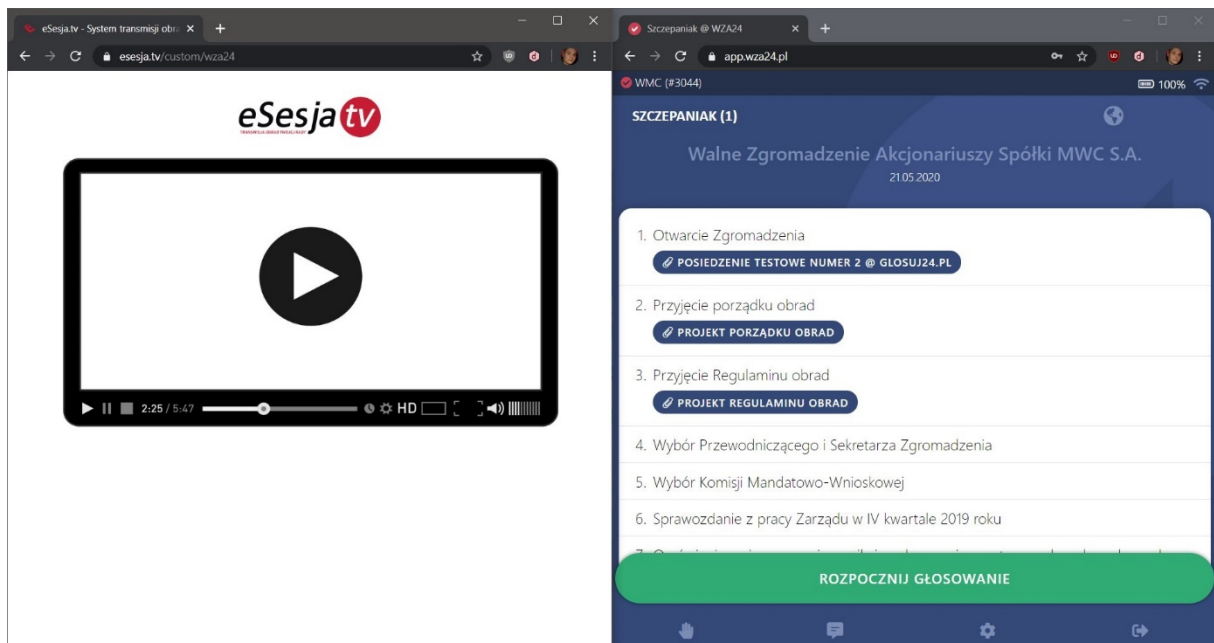 eSesja.tv - System transmisji obra
esesja.tv/custom/wza24
eSesja tv
2:25 / 5:47
HD
Szczepaniak @ WZA24
app.wza24.pl
WMC (#3044)
100%
SZCZEPANIAK (1)
Walne Zgromadzenie Akcjonariuszy Spółki MWC S.A.
21.05.2020
1. Otwarcie Zgromadzenia
POSIEDZENIE TESTOWE NUMER 2 @ GLOSUJ24.PL
2. Przyjęcie porządku obrad
PROJEKT PORZĄDKU OBRAD
3. Przyjęcie Regulaminu obrad
PROJEKT REGULAMINU OBRAD
4. Wybór Przewodniczącego i Sekretarza Zgromadzenia
5. Wybór Komisji Mandatowo-Wnioskowej
6. Sprawozdanie z pracy Zarządu w IV kwartale 2019 roku
ROZPOCZNIJ GŁOSOWANIE